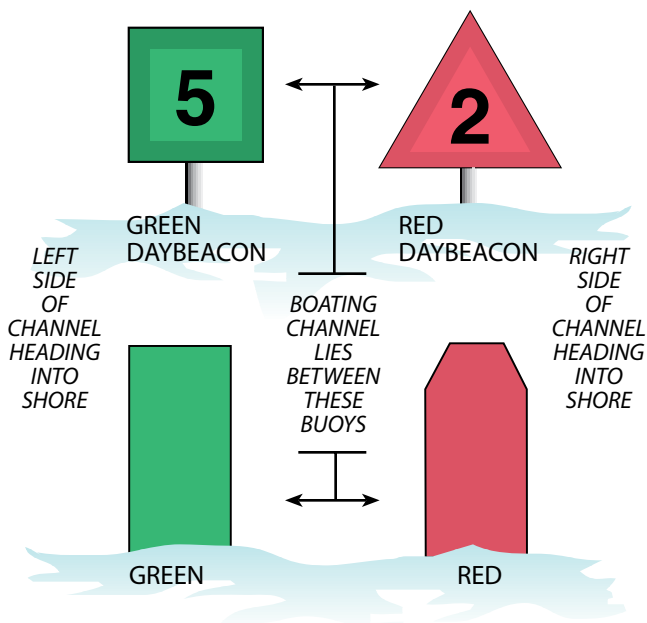 5
2
GREEN
DAYBEACON
RED
DAYBEACON
LEFT
SIDE
OF
CHANNEL
HEADING
INTO
SHORE
BOATING
CHANNEL
LIES
BETWEEN
THESE
BUOYS
RIGHT
SIDE
OF
CHANNEL
HEADING
INTO
SHORE
GREEN
RED